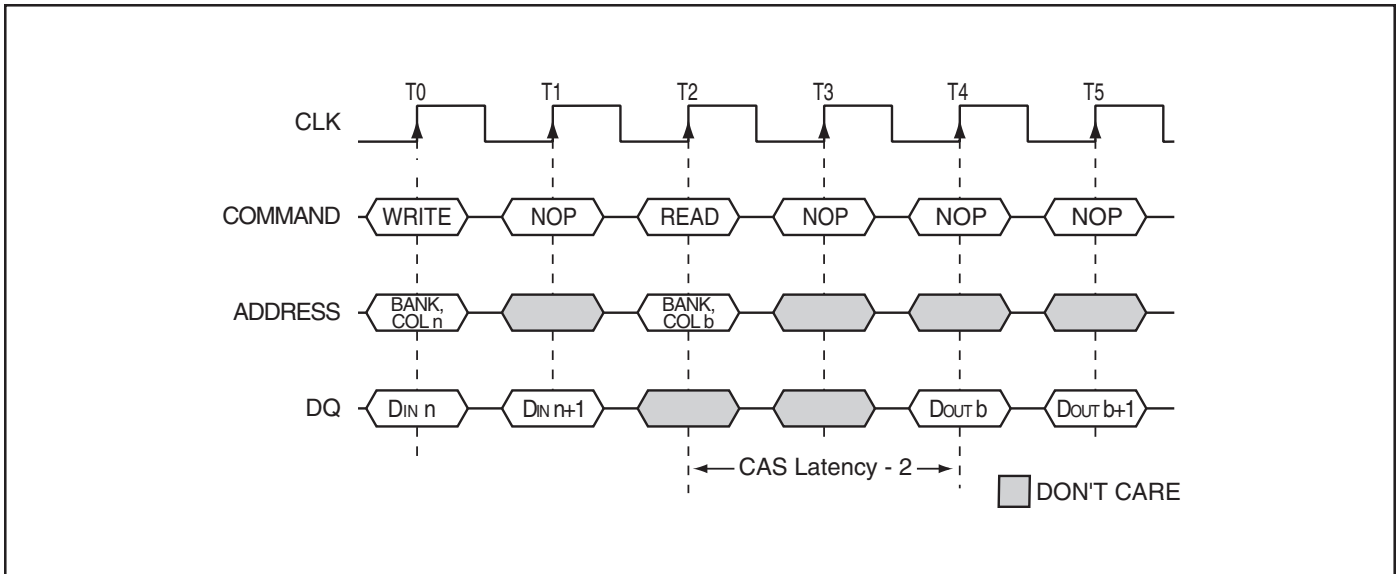 T0 T1 T2 T3 T4 T5
CLK
COMMAND WRITE NOP READ NOP NOP NOP
ADDRESS BANK, COL n BANK, COL b
DQ DIN n DIN n+1 DOUT b DOUT b+1
CAS Latency - 2
DON'T CARE